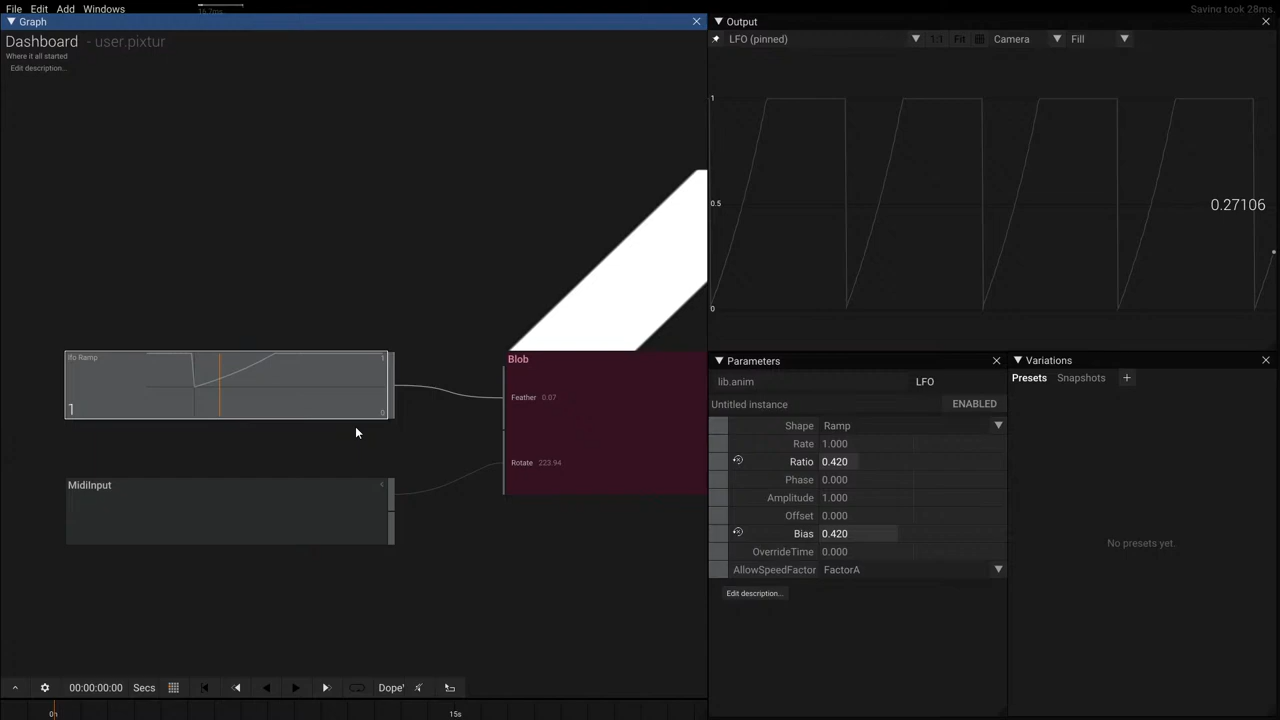 File Edit Add Windows
16.7ms.
Saving took 28ms.
Graph
Dashboard - user.pixtur
Where it all started
Edit description...
lfo Ramp
1
1
0
MidiInput
Blob
Feather 0.07
Rotate 223.94
00:00:00:00 Secs
Dope'
0
15s
Output
LFO (pinned) 1:1 Fit Camera Fill
1
0.5
0
0.27106
Parameters
lib.anim LFO
Untitled instance ENABLED
Shape Ramp
Rate 1.000
Ratio 0.420
Phase 0.000
Amplitude 1.000
Offset 0.000
Bias 0.420
OverrideTime 0.000
AllowSpeedFactor FactorA
Edit description...
Variations
Presets Snapshots +
No presets yet.